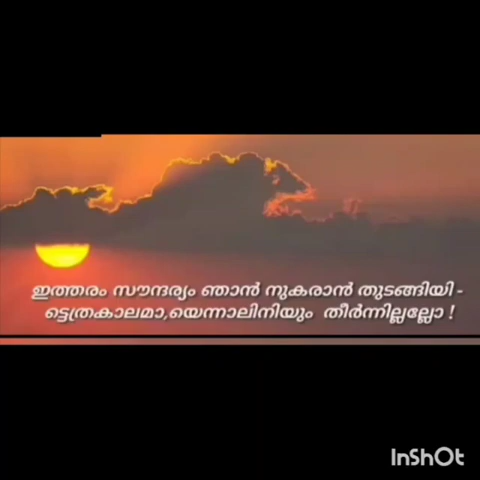 ഇത്തരം സൗന്ദര്യം ഞാൻ നുകരാൻ തുടങ്ങിയി -
ട്ടെത്രകാലമാ,യെന്നാലിനിയും തീർന്നില്ലല്ലോ !
InShOt